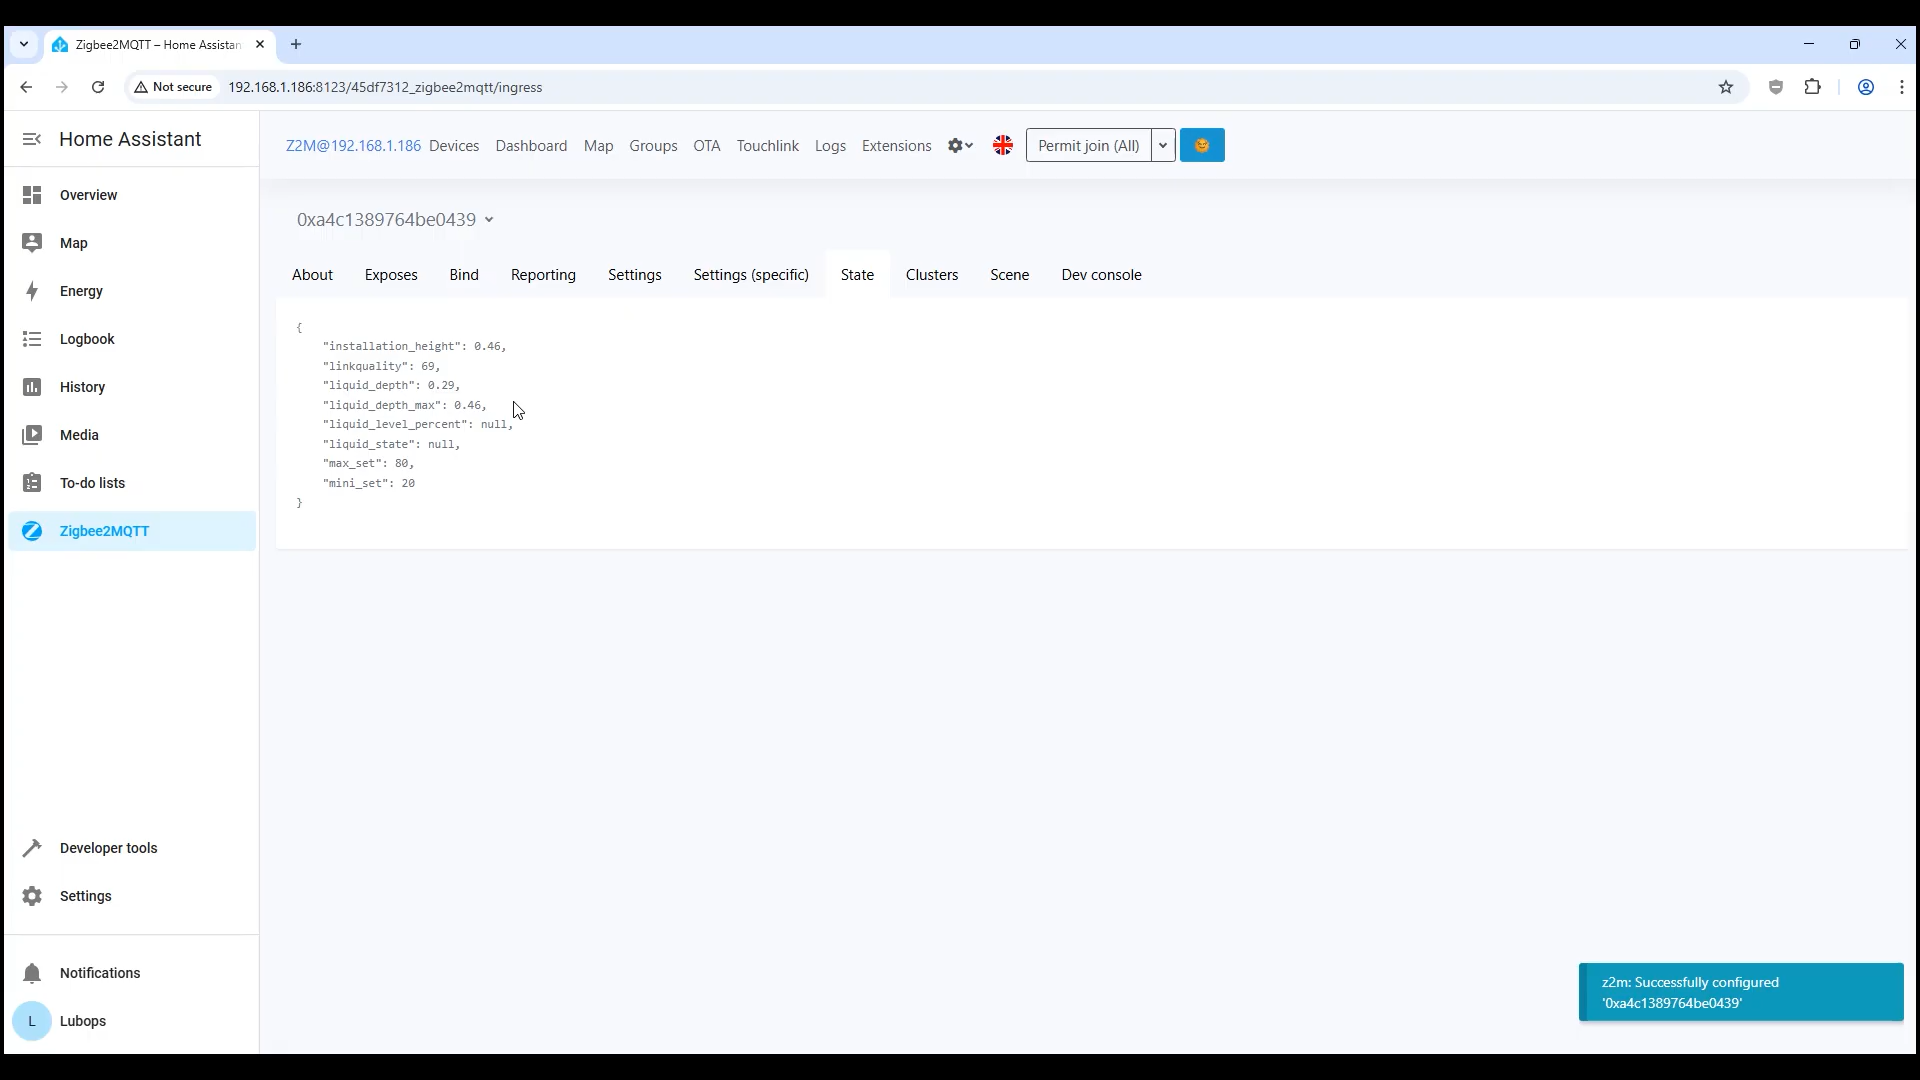 Zigbee2MQTT – Home Assistan
Not secure
192.168.1.186:8123/45df7312_zigbee2mqtt/ingress
Home Assistant
Overview
Map
Energy
Logbook
History
Media
To-do lists
Zigbee2MQTT
Developer tools
Settings
Notifications
L
Lubops
Z2M@192.168.1.186 Devices Dashboard Map Groups OTA Touchlink Logs Extensions Permit join (All)
0xa4c1389764be0439
About Exposes Bind Reporting Settings Settings (specific) State Clusters Scene Dev console
{
"installation_height": 0.46,
"linkquality": 69,
"liquid_depth": 0.29,
"liquid_depth_max": 0.46,
"liquid_level_percent": null,
"liquid_state": null,
"max_set": 80,
"mini_set": 20
}
z2m: Successfully configured
'0xa4c1389764be0439'